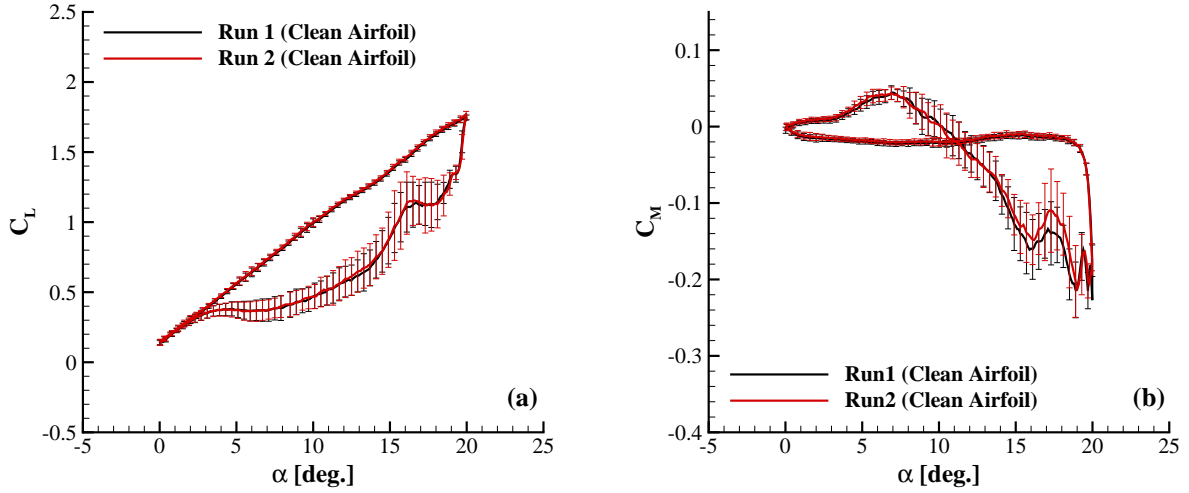 2.5
2
1.5
1
0.5
0
-0.5
C_L
-5
0
5
10
15
20
25
α [deg.]
Run 1 (Clean Airfoil)
Run 2 (Clean Airfoil)
(a)
0.1
0
-0.1
-0.2
-0.3
-0.4
C_M
-5
0
5
10
15
20
25
α [deg.]
Run1 (Clean Airfoil)
Run2 (Clean Airfoil)
(b)